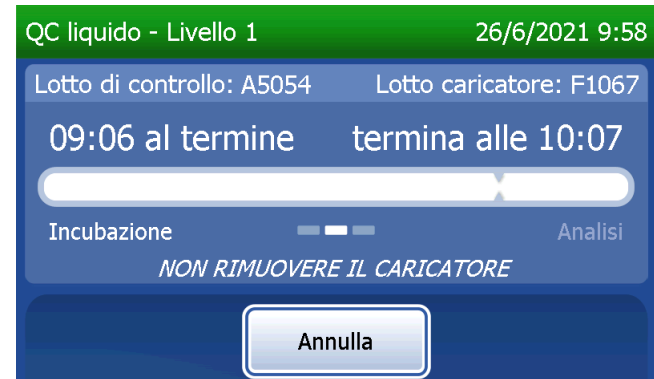 QC liquido - Livello 1 26/6/2021 9:58
Lotto di controllo: A5054 Lotto caricatore: F1067
09:06 al termine termina alle 10:07
Incubazione Analisi
NON RIMUOVERE IL CARICATORE
Annulla